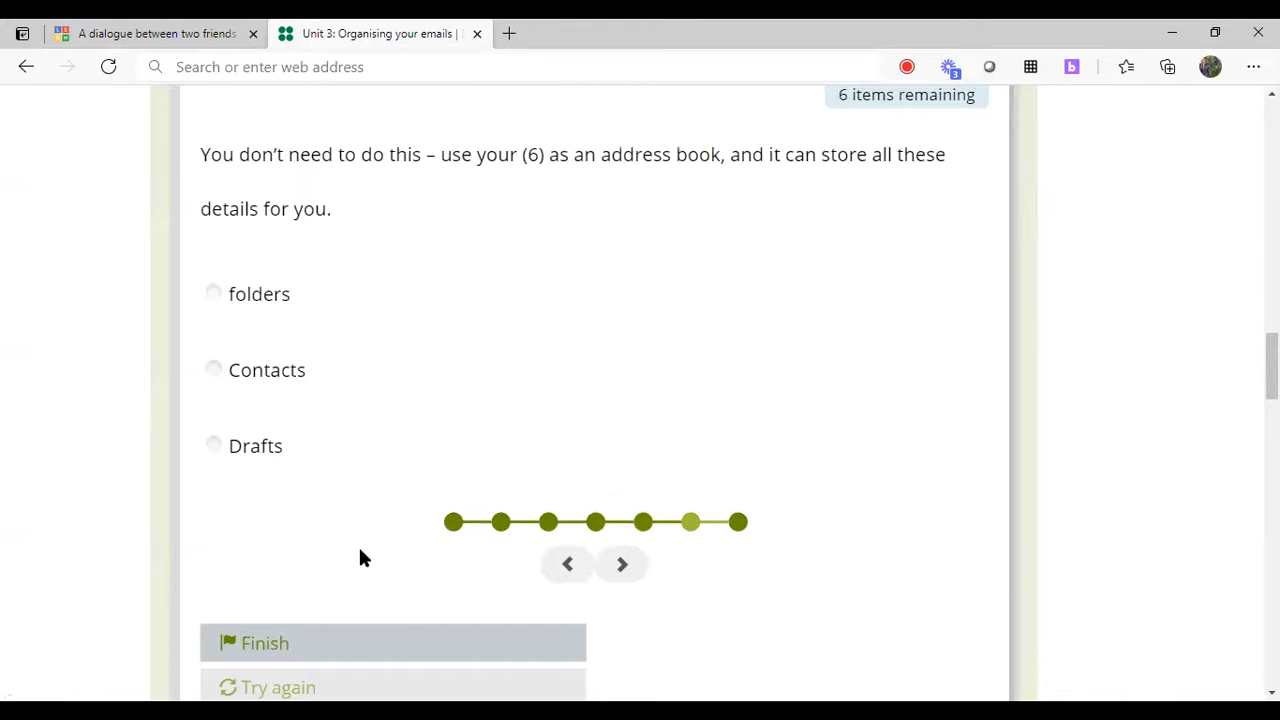 A dialogue between two friends
Unit 3: Organising your emails |
Search or enter web address
3
6 items remaining
You don't need to do this – use your (6) as an address book, and it can store all these
details for you.
folders
Contacts
Drafts
Finish
Try again